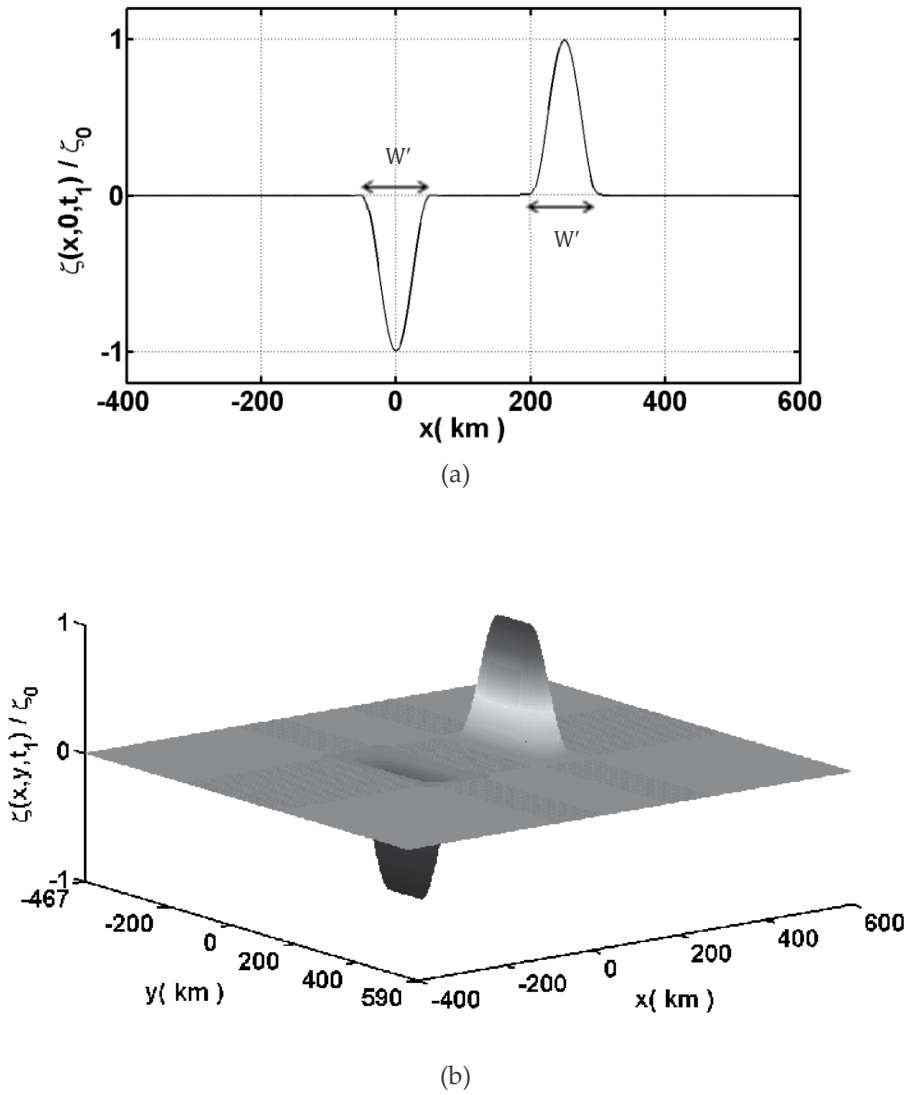 1
0
-1
ζ(x,0,t1) / ζ0
W′
W′
-400 -200 0 200 400 600
x( km )
(a)
1
0
-1
ζ(x,y,t1) / ζ0
-467 -200 0 200 400 590
y( km )
-400 -200 0 200 400 600
x( km )
(b)